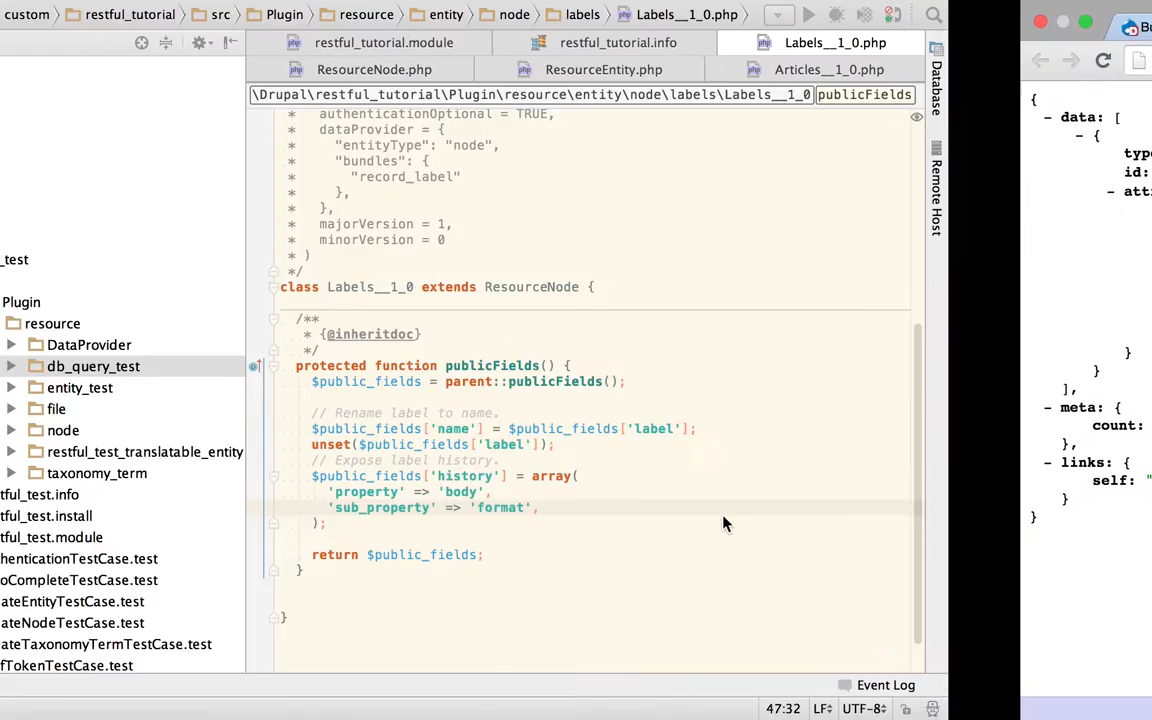 custom restful_tutorial src Plugin resource entity node labels Labels__1_0.php
restful_tutorial.module restful_tutorial.info Labels__1_0.php
ResourceNode.php ResourceEntity.php Articles__1_0.php
\Drupal\restful_tutorial\Plugin\resource\entity\node\labels\Labels__1_0 publicFields
_test
Plugin
resource
DataProvider
db_query_test
entity_test
file
node
restful_test_translatable_entity
taxonomy_term
tful_test.info
tful_test.install
tful_test.module
henticationTestCase.test
oCompleteTestCase.test
ateEntityTestCase.test
ateNodeTestCase.test
ateTaxonomyTermTestCase.test
fTokenTestCase.test
* authenticationOptional = TRUE,
* dataProvider = {
* "entityType": "node",
* "bundles": {
* "record_label"
* },
* },
* majorVersion = 1,
* minorVersion = 0
* )
*/
class Labels__1_0 extends ResourceNode {
/**
* {@inheritdoc}
*/
protected function publicFields() {
$public_fields = parent::publicFields();
// Rename label to name.
$public_fields['name'] = $public_fields['label'];
unset($public_fields['label']);
// Expose label history.
$public_fields['history'] = array(
'property' => 'body',
'sub_property' => 'format',
);
return $public_fields;
}
}
Database
Remote Host
Event Log
47:32 LF UTF-8
Bu
{
- data: [
- {
type
id:
- attr
}
}
],
- meta: {
count:
},
- links: {
self: "
}
}